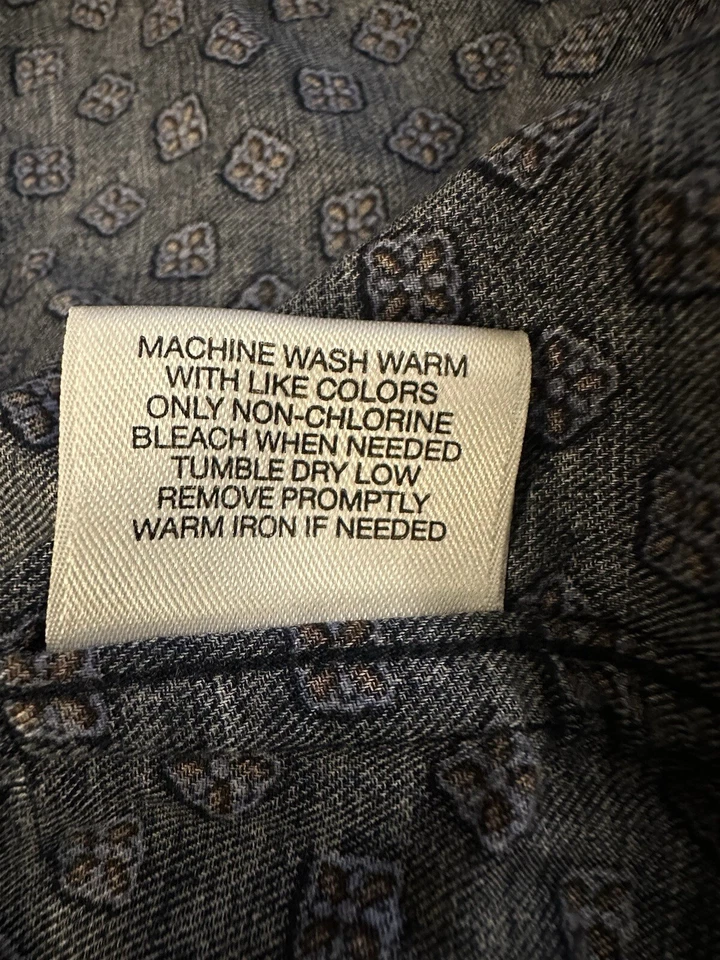 MACHINE WASH WARM
WITH LIKE COLORS
ONLY NON-CHLORINE
BLEACH WHEN NEEDED
TUMBLE DRY LOW
REMOVE PROMPTLY
WARM IRON IF NEEDED